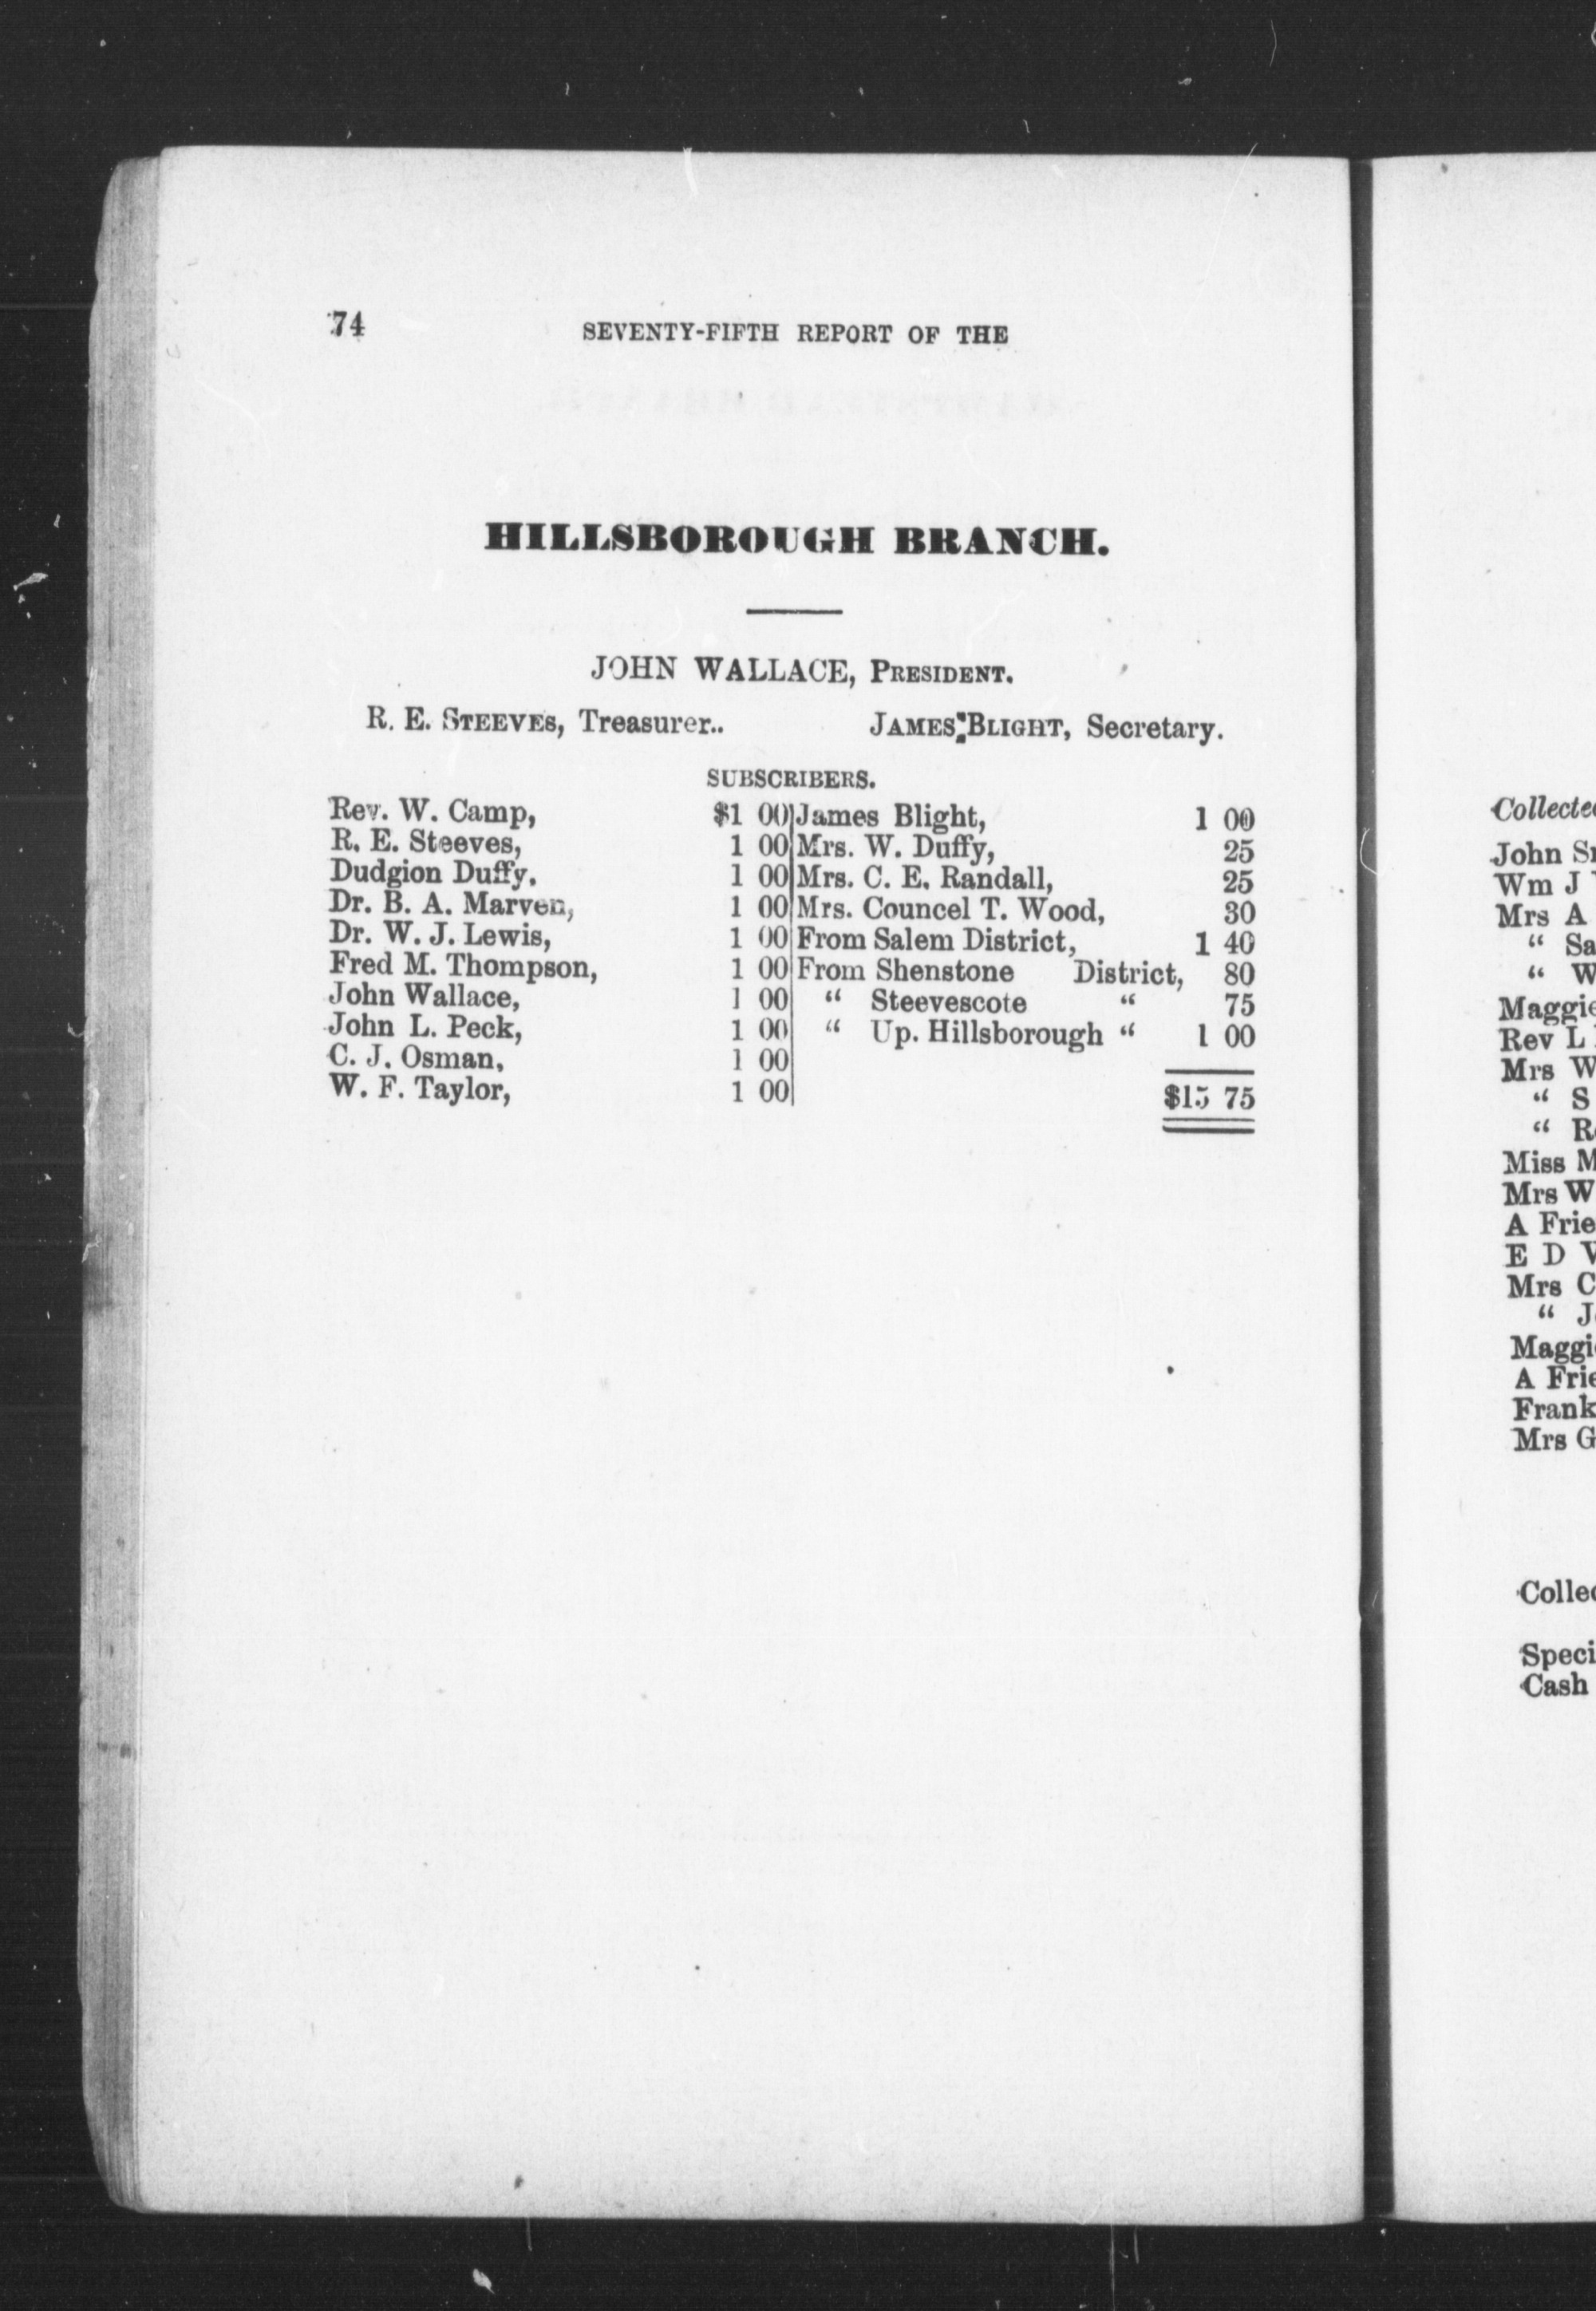 74 SEVENTY-FIFTH REPORT OF THE
HILLSBOROUGH BRANCH.
JOHN WALLACE, PRESIDENT.
R. E. STEEVES, Treasurer.. JAMES BLIGHT, Secretary.
SUBSCRIBERS.
Rev. W. Camp, $1 00
R. E. Steeves, 1 00
Dudgion Duffy. 1 00
Dr. B. A. Marven, 1 00
Dr. W. J. Lewis, 1 00
Fred M. Thompson, 1 00
John Wallace, 1 00
John L. Peck, 1 00
C. J. Osman, 1 00
W. F. Taylor, 1 00
James Blight, 1 00
Mrs. W. Duffy, 25
Mrs. C. E. Randall, 25
Mrs. Councel T. Wood, 30
From Salem District, 1 40
From Shenstone District, 80
“ Steevescote “ 75
“ Up. Hillsborough “ 1 00
$15 75
John
Wm J
Mrs A
“
“ W
Maggie
Rev L
Mrs W
“ S
“
Miss M
Mrs W
A
E D
Mrs C
“
A
Frank
Mrs G
Cash